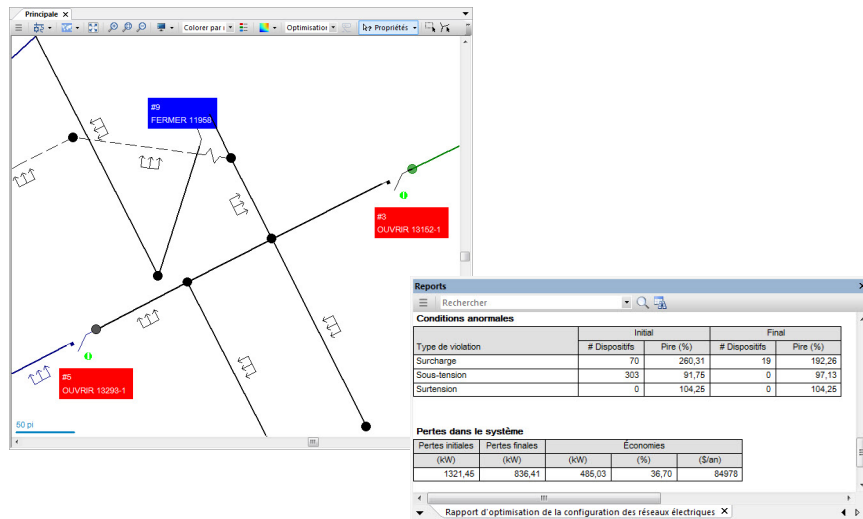 Principale
Colorer par
Optimisation
Propriétés
#9
FERMER 11958
#3
OUVRIR 13152-1
#5
OUVRIR 13293-1
50 pi
Reports
Rechercher
Conditions anormales
Initial Final
Type de violation # Dispositifs Pire (%) # Dispositifs Pire (%)
Surcharge 70 260,31 19 192,26
Sous-tension 303 91,75 0 97,13
Surtension 0 104,25 0 104,25
Pertes dans le système
Pertes initiales Pertes finales Économies
(kW) (kW) (kW) (%) ($/an)
1321,45 836,41 485,03 36,70 84978
Rapport d'optimisation de la configuration des réseaux électriques